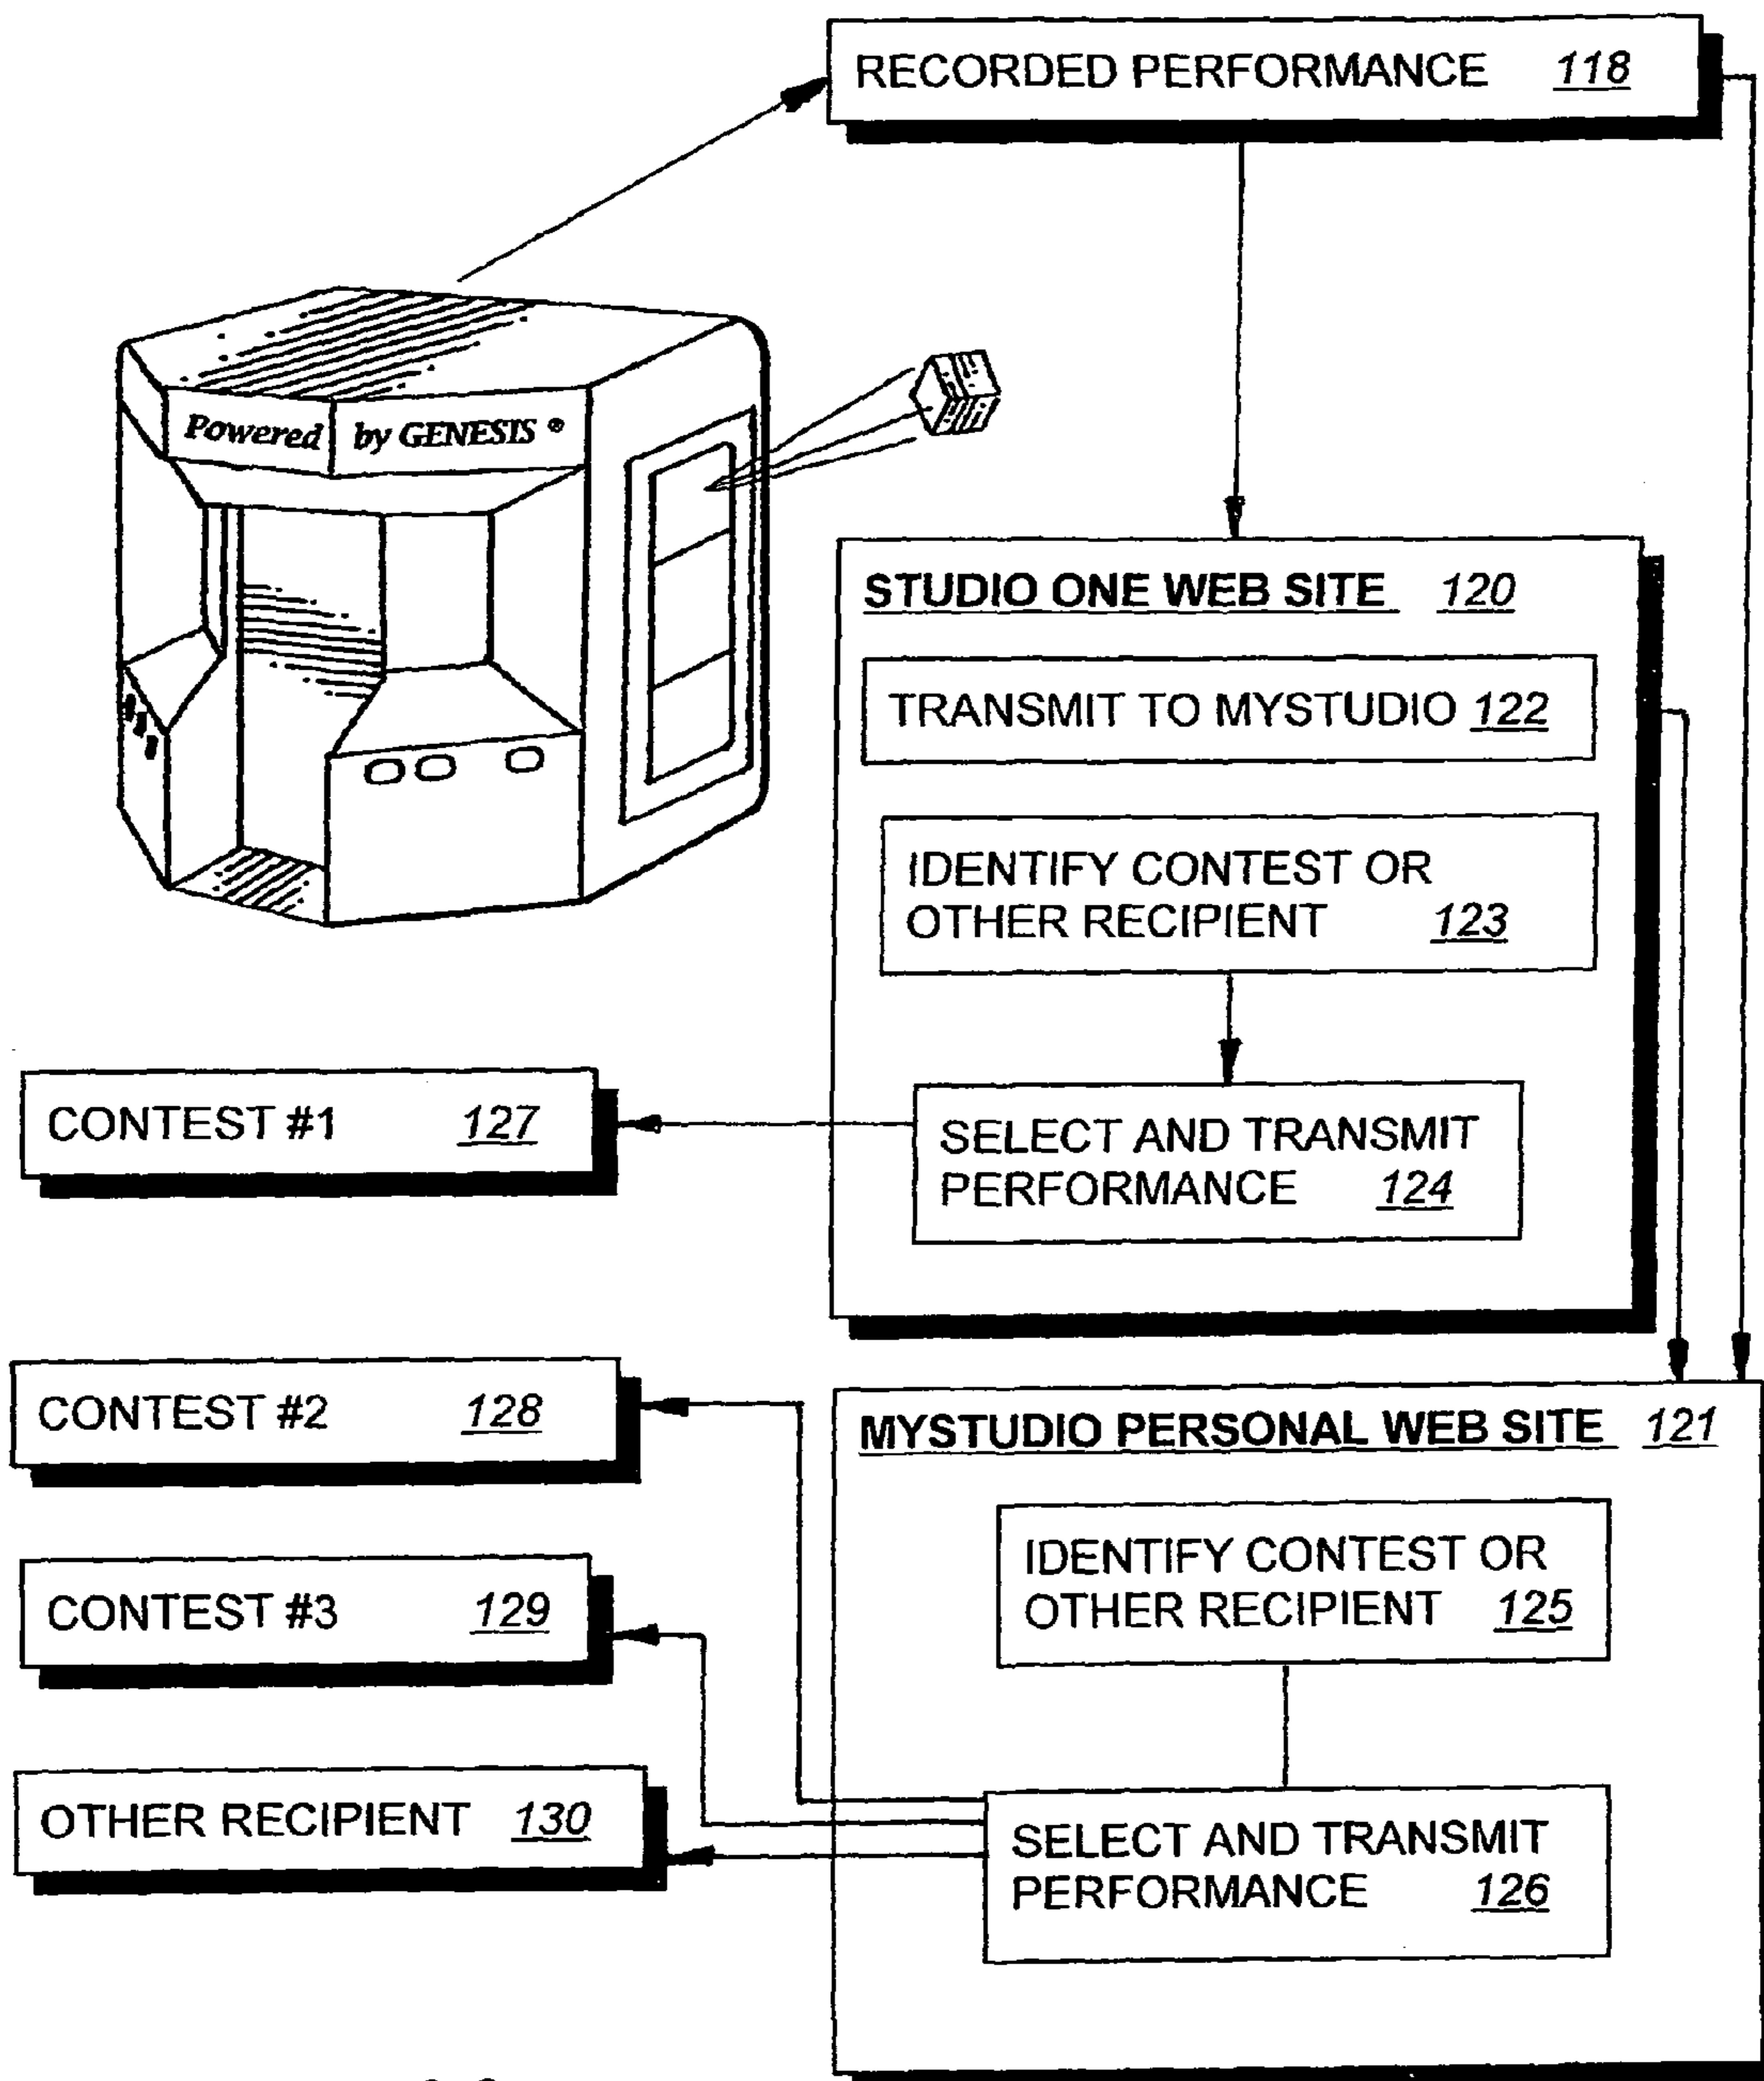 RECORDED PERFORMANCE 118
Powered by GENESIS ®
STUDIO ONE WEB SITE 120
TRANSMIT TO MYSTUDIO 122
IDENTIFY CONTEST OR
OTHER RECIPIENT 123
SELECT AND TRANSMIT
PERFORMANCE 124
CONTEST #1 127
CONTEST #2 128
CONTEST #3 129
OTHER RECIPIENT 130
MYSTUDIO PERSONAL WEB SITE 121
IDENTIFY CONTEST OR
OTHER RECIPIENT 125
SELECT AND TRANSMIT
PERFORMANCE 126